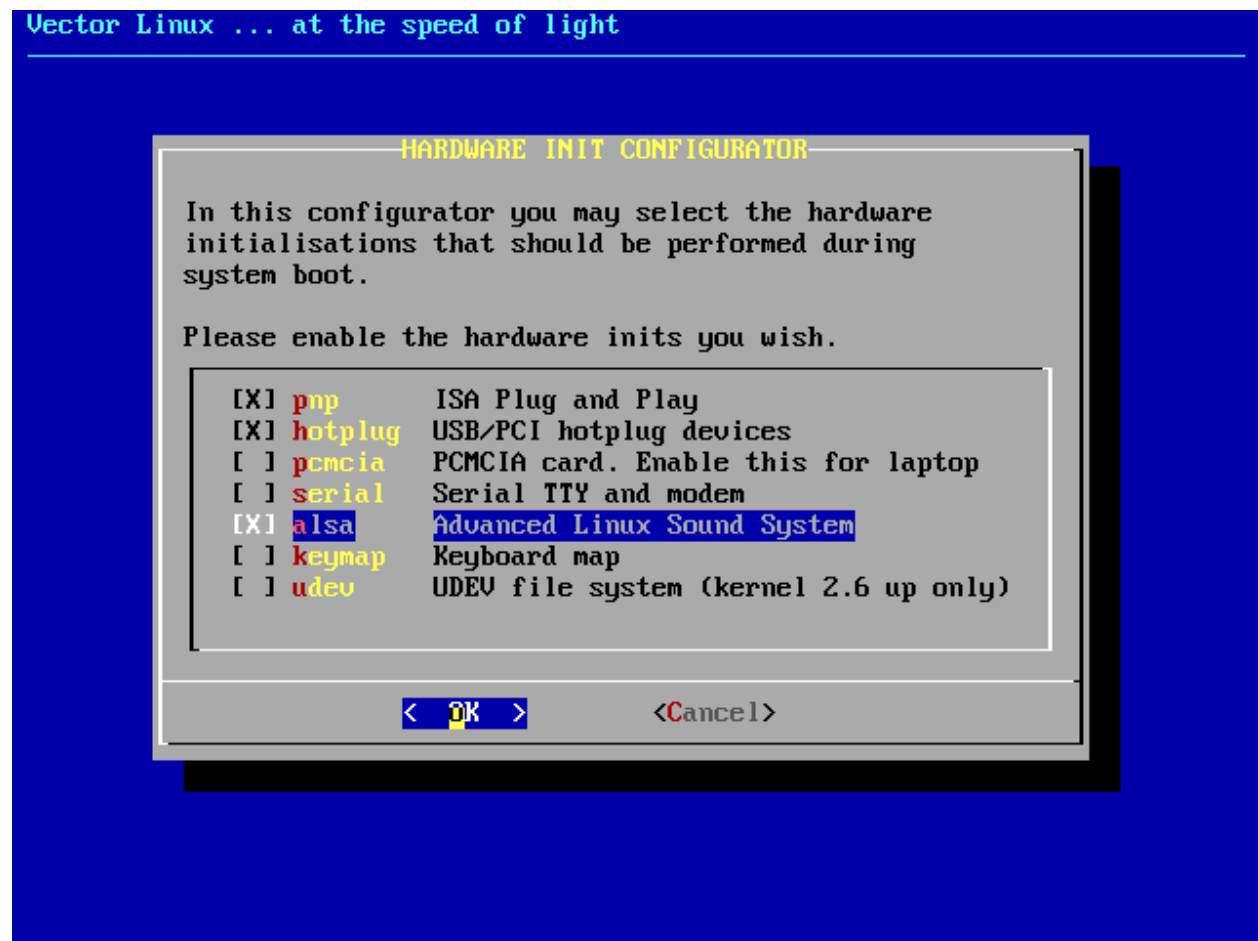 Vector Linux ... at the speed of light
HARDWARE INIT CONFIGURATOR
In this configurator you may select the hardware
initialisations that should be performed during
system boot.
Please enable the hardware inits you wish.
[X] pnp ISA Plug and Play
[X] hotplug USB/PCI hotplug devices
[ ] pcmcia PCMCIA card. Enable this for laptop
[ ] serial Serial TTY and modem
[X] alsa Advanced Linux Sound System
[ ] keymap Keyboard map
[ ] udev UDEV file system (kernel 2.6 up only)
< OK > <Cancel>